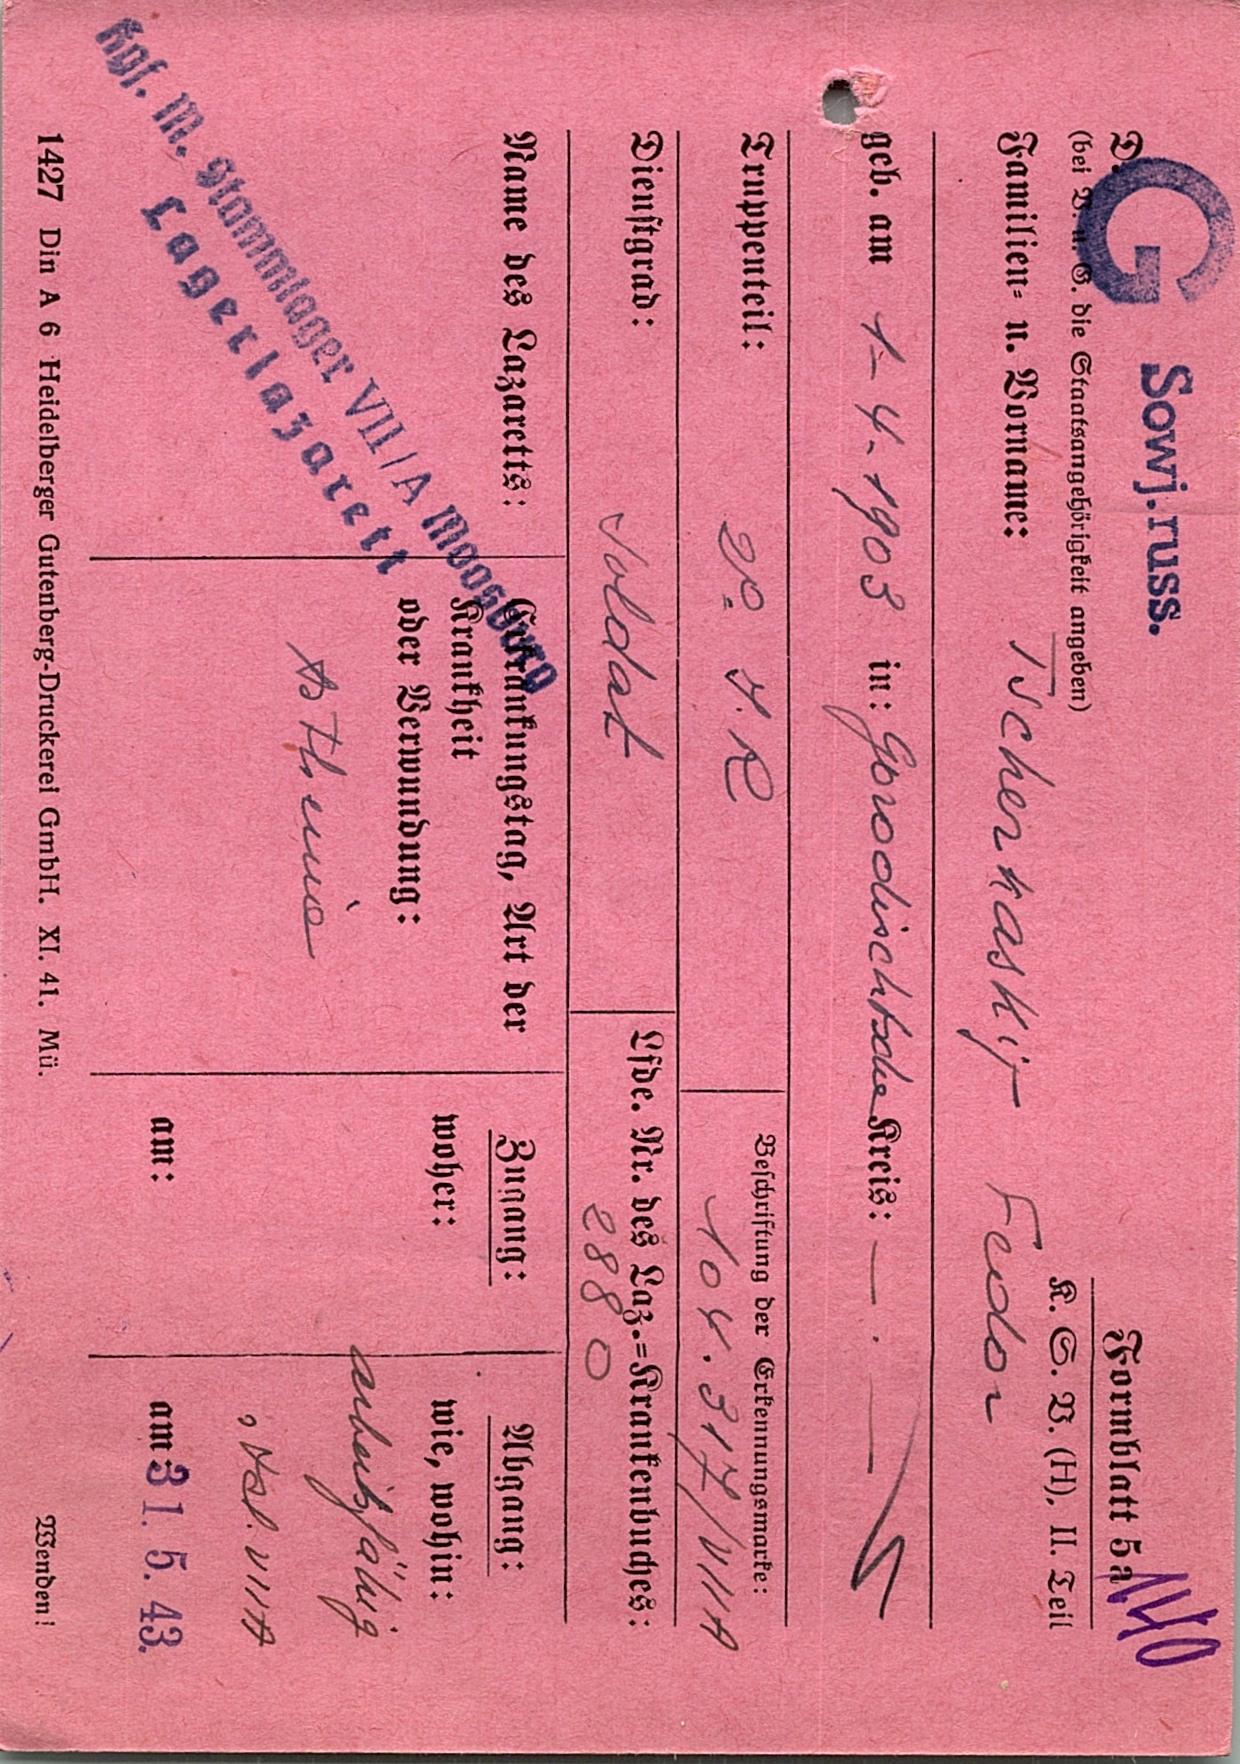 G Sowj.russ.
Formblatt 5a
1140
D.
(bei V. u. G. die Staatsangehörigkeit angeben)
K. S. V. (H), II. Teil
Familien- u. Vorname: Tscherkaskij Fedor
geb. am 1-4-1903 in: Gorodischtsche Kreis: — . —
Truppenteil:
Beschriftung der Erkennungsmarke:
104.317/VIIA
Dienstgrad: Soldat
Lfde. Nr. des Laz.=Krankenbuches:
2880
Name des Lazaretts:
Kgf. M. Stammlager VII/A Moosburg
Lagerlazarett
Erkrankungstag, Art der
Krankheit
oder Verwundung:
Zugang:
woher:
am:
Abgang:
wie, wohin:
arbeitsfähig
VIIA
am: 31. 5. 43.
1427 Din A 6 Heidelberger Gutenberg-Druckerei GmbH. XI. 41. Mü.
Wenden!